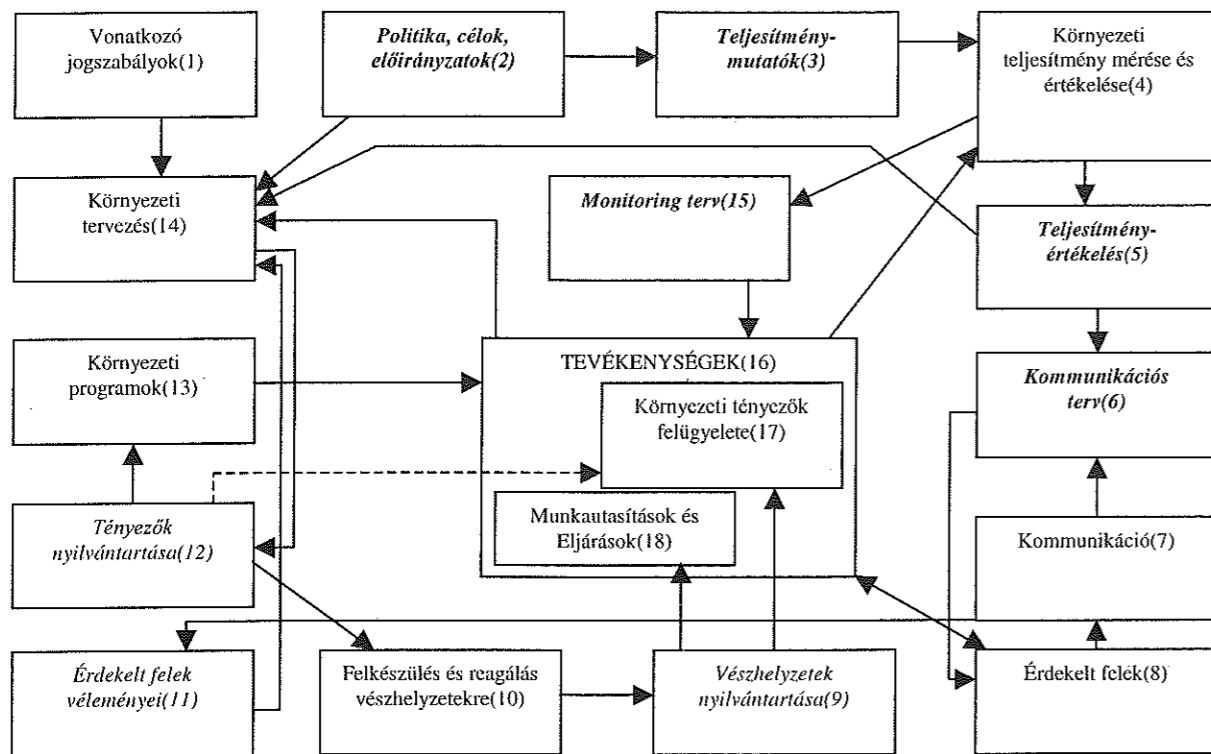 Vonatkozó
jogszabályok(1)
Politika, célok,
előirányzatok(2)
Teljesítmény-
mutatók(3)
Környezeti
teljesítmény mérése és
értékelése(4)
Környezeti
tervezés(14)
Monitoring terv(15)
Teljesítmény-
értékelés(5)
Környezeti
programok(13)
TEVÉKENYSÉGEK(16)
Környezeti tényezők
felügyelete(17)
Kommunikációs
terv(6)
Tényezők
nyilvántartása(12)
Munkautasítások és
Eljárások(18)
Kommunikáció(7)
Érdekelt felek
véleményei(11)
Felkészülés és reagálás
vészhelyzetekre(10)
Vészhelyzetek
nyilvántartása(9)
Érdekelt felek(8)